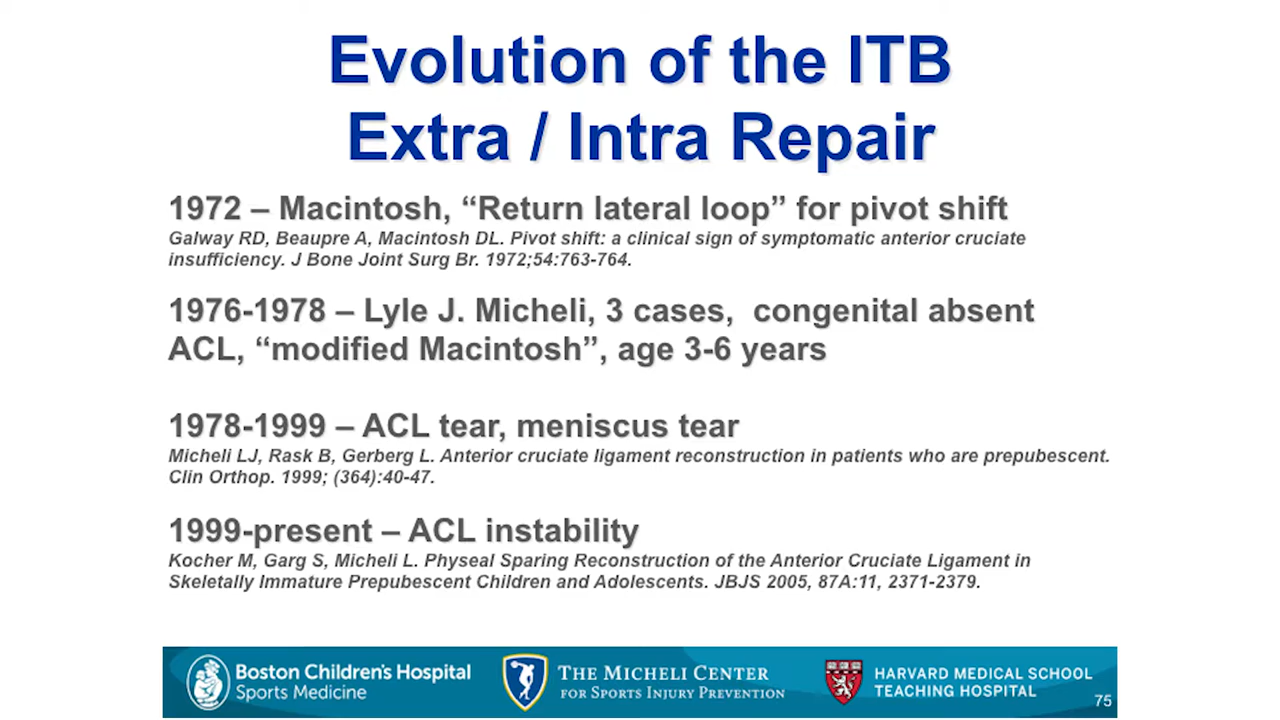 Evolution of the ITB
Extra / Intra Repair
1972 – Macintosh, “Return lateral loop” for pivot shift
Galway RD, Beaupre A, Macintosh DL. Pivot shift: a clinical sign of symptomatic anterior cruciate
insufficiency. J Bone Joint Surg Br. 1972;54:763-764.
1976-1978 – Lyle J. Micheli, 3 cases,  congenital absent
ACL, “modified Macintosh”, age 3-6 years
1978-1999 – ACL tear, meniscus tear
Micheli LJ, Rask B, Gerberg L. Anterior cruciate ligament reconstruction in patients who are prepubescent.
Clin Orthop. 1999; (364):40-47.
1999-present – ACL instability
Kocher M, Garg S, Micheli L. Physeal Sparing Reconstruction of the Anterior Cruciate Ligament in
Skeletally Immature Prepubescent Children and Adolescents. JBJS 2005, 87A:11, 2371-2379.
Boston Children's Hospital
Sports Medicine
THE MICHELI CENTER
FOR SPORTS INJURY PREVENTION
HARVARD MEDICAL SCHOOL
TEACHING HOSPITAL
75